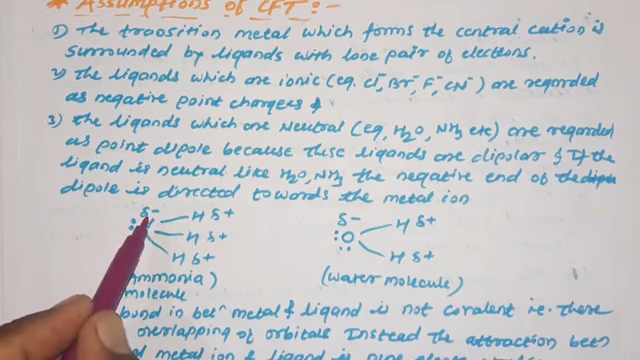 * Assumptions of CFT :-
1) The transition metal which forms the central cation is
surrounded by ligands with lone pair of electrons.
2) The ligands which are ionic (eg. Cl⁻, Br⁻, F⁻, CN⁻) are regarded
as negative point charges &
3) The ligands which are Neutral (eg, H₂O, NH₃ etc) are regarded
as point dipole because these ligands are dipolar & If the
ligand is neutral like H₂O, NH₃ the negative end of the
dipole is directed towards the metal ion
δ- H δ+ δ- H δ+
: H δ+ :O:
H δ+ H δ+
Ammonia) (water molecule)
molecule
bond in betⁿ metal & ligand is not covalent i.e. there
overlapping of orbitals Instead the attraction
metal ion & ligand is